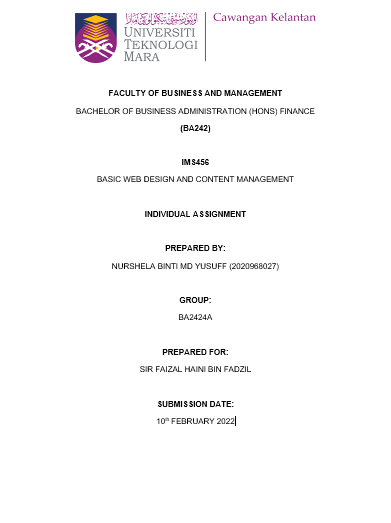 Cawangan Kelantan
UNIVERSITI
TEKNOLOGI
MARA
FACULTY OF BUSINESS AND MANAGEMENT
BACHELOR OF BUSINESS ADMINISTRATION (HONS) FINANCE
(BA242)
IMS456
BASIC WEB DESIGN AND CONTENT MANAGEMENT
INDIVIDUAL ASSIGNMENT
PREPARED BY:
NURSHELA BINTI MD YUSUFF (2020968027)
GROUP:
BA2424A
PREPARED FOR:
SIR FAIZAL HAINI BIN FADZIL
SUBMISSION DATE:
10th FEBRUARY 2022